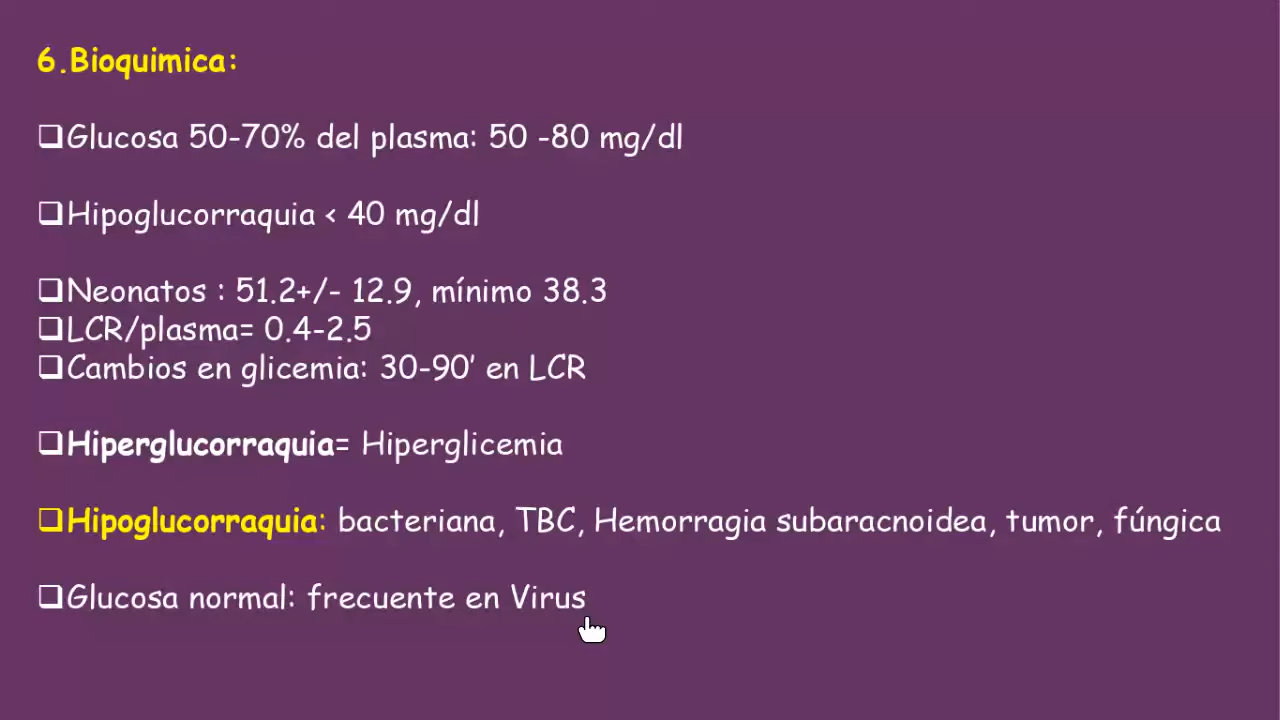 6.Bioquimica:
❑Glucosa 50-70% del plasma: 50 -80 mg/dl
❑Hipoglucorraquia < 40 mg/dl
❑Neonatos : 51.2+/- 12.9, mínimo 38.3
❑LCR/plasma= 0.4-2.5
❑Cambios en glicemia: 30-90' en LCR
❑Hiperglucorraquia= Hiperglicemia
❑Hipoglucorraquia: bacteriana, TBC, Hemorragia subaracnoidea, tumor, fúngica
❑Glucosa normal: frecuente en Virus